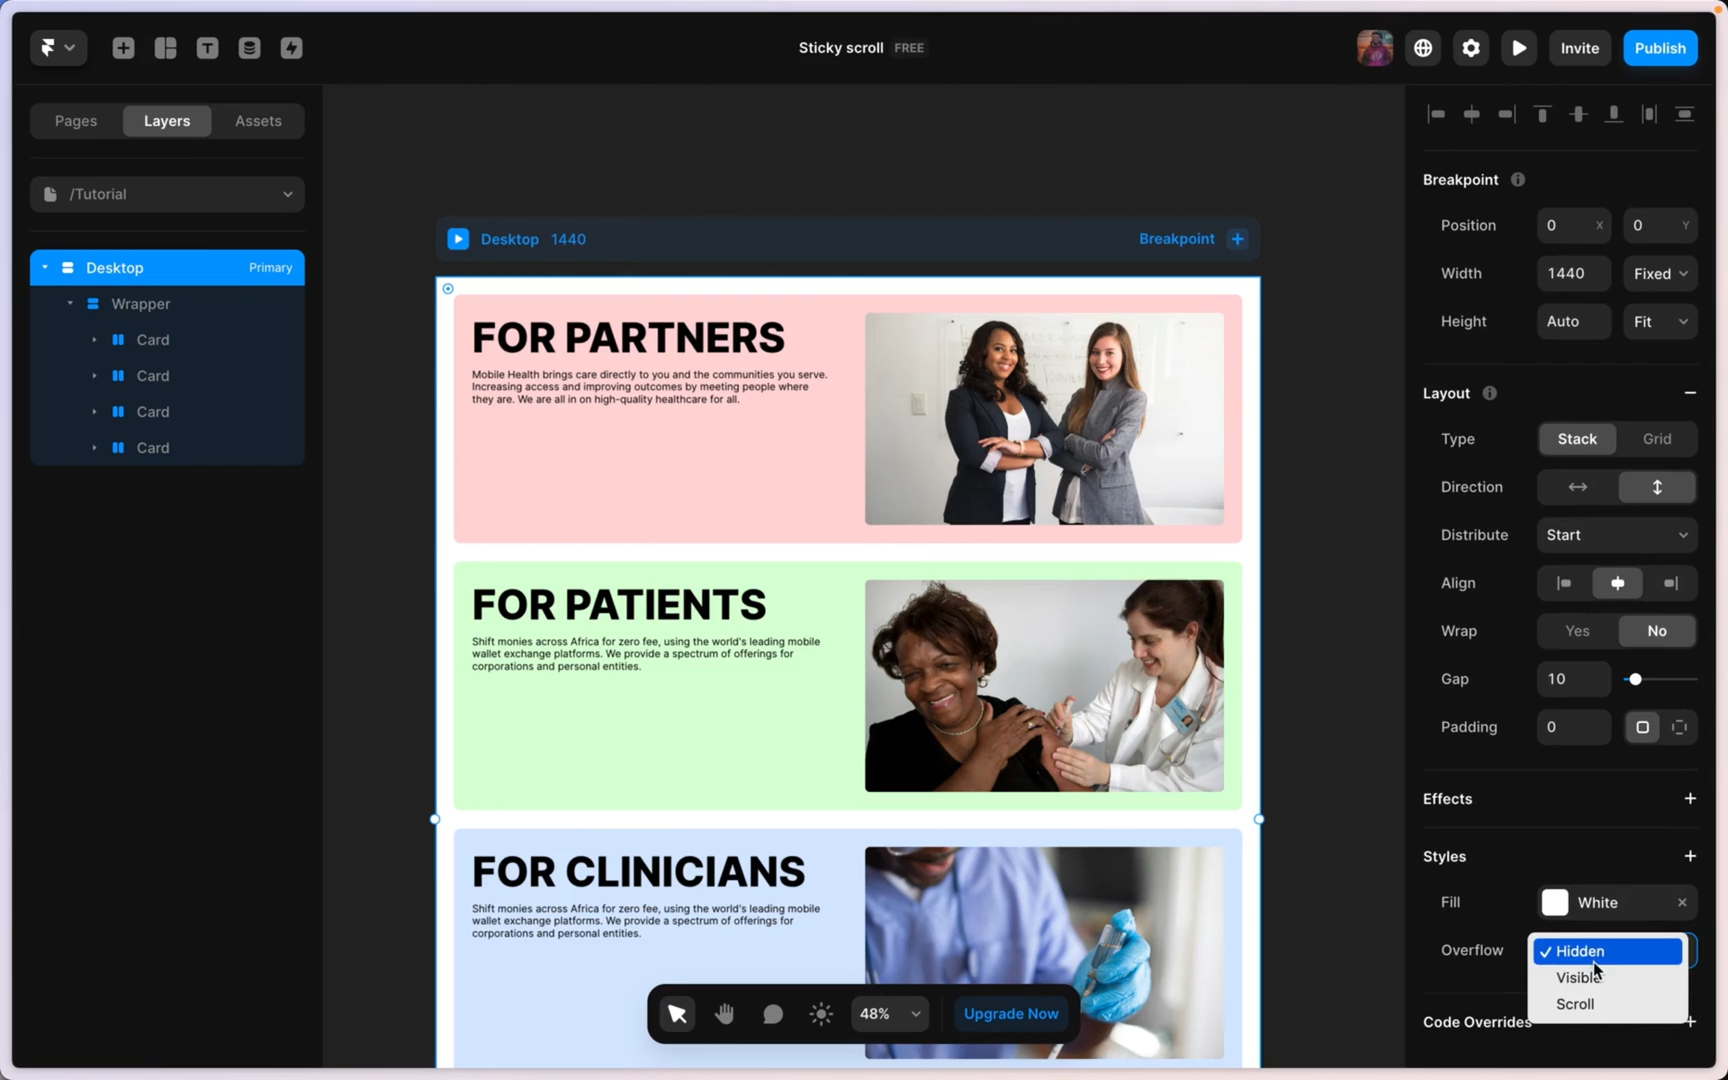 Sticky scroll FREE
Invite
Publish
Pages
Layers
Assets
/Tutorial
Desktop
Primary
Wrapper
Card
Card
Card
Card
Desktop 1440
Breakpoint
FOR PARTNERS
Mobile Health brings care directly to you and the communities you serve.
Increasing access and improving outcomes by meeting people where
they are. We are all in on high-quality healthcare for all.
FOR PATIENTS
Shift monies across Africa for zero fee, using the world's leading mobile
wallet exchange platforms. We provide a spectrum of offerings for
corporations and personal entities.
FOR CLINICIANS
Shift monies across Africa for zero fee, using the world's leading mobile
wallet exchange platforms. We provide a spectrum of offerings for
corporations and personal entities.
48%
Upgrade Now
Breakpoint
Position 0 X 0 Y
Width 1440 Fixed
Height Auto Fit
Layout
Type Stack Grid
Direction
Distribute Start
Align
Wrap Yes No
Gap 10
Padding 0
Effects
Styles
Fill White
Overflow
Hidden
Visible
Scroll
Code Overrides